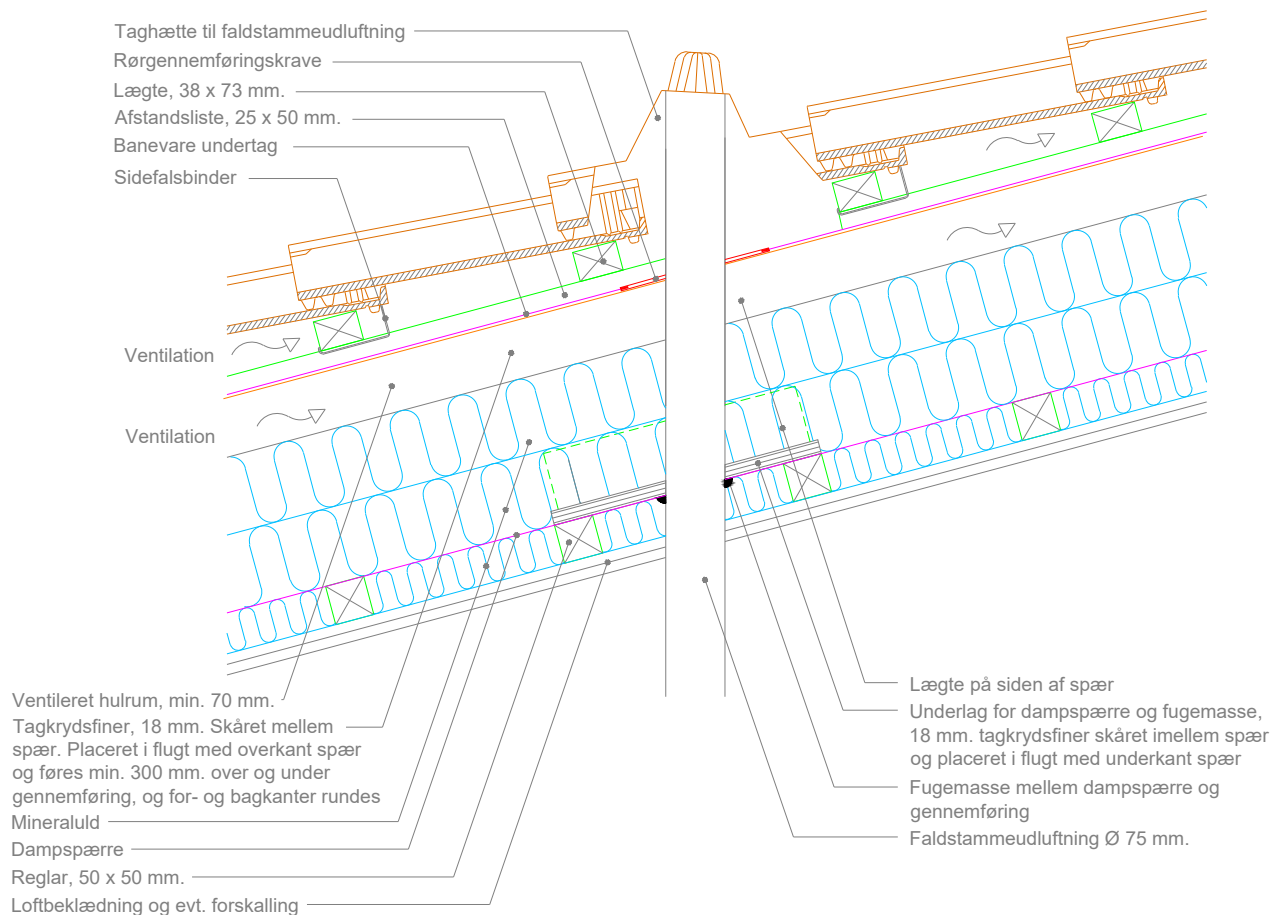 Taghætte til faldstammeudluftning
Rørgennemføringskrave
Lægte, 38 x 73 mm.
Afstandsliste, 25 x 50 mm.
Banevare undertag
Sidefalsbinder
Ventilation
Ventilation
Ventileret hulrum, min. 70 mm.
Tagkrydsfiner, 18 mm. Skåret mellem
spær. Placeret i flugt med overkant spær
og føres min. 300 mm. over og under
gennemføring, og for- og bagkanter rundes
Mineraluld
Dampspærre
Reglar, 50 x 50 mm.
Loftbeklædning og evt. forskalling
Lægte på siden af spær
Underlag for dampspærre og fugemasse,
18 mm. tagkrydsfiner skåret imellem spær
og placeret i flugt med underkant spær
Fugemasse mellem dampspærre og
gennemføring
Faldstammeudluftning Ø 75 mm.